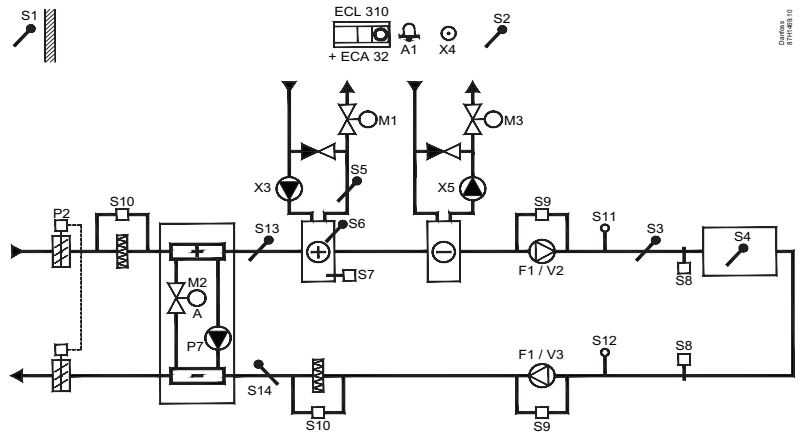 S1
ECL 310
+ ECA 32
A1
X4
S2
Danfoss
87H1469.10
M1
M3
S5
X3
X5
P2
S10
S13
S6
S7
S9
S11
S3
S4
F1 / V2
S8
M2
A
P7
S14
S10
F1 / V3
S12
S8
S9